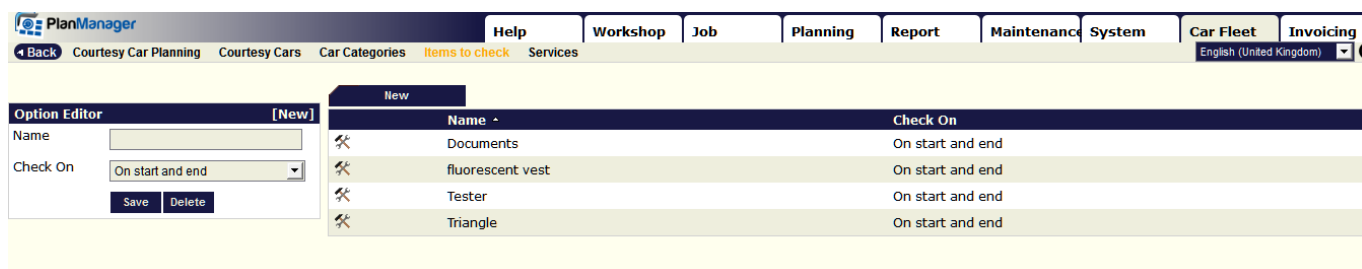 PlanManager
Help Workshop Job Planning Report Maintenance System Car Fleet Invoicing
Back Courtesy Car Planning Courtesy Cars Car Categories Items to check Services English (United Kingdom)
New
Option Editor [New]
Name
Check On On start and end
Save Delete
Name Check On
Documents On start and end
fluorescent vest On start and end
Tester On start and end
Triangle On start and end